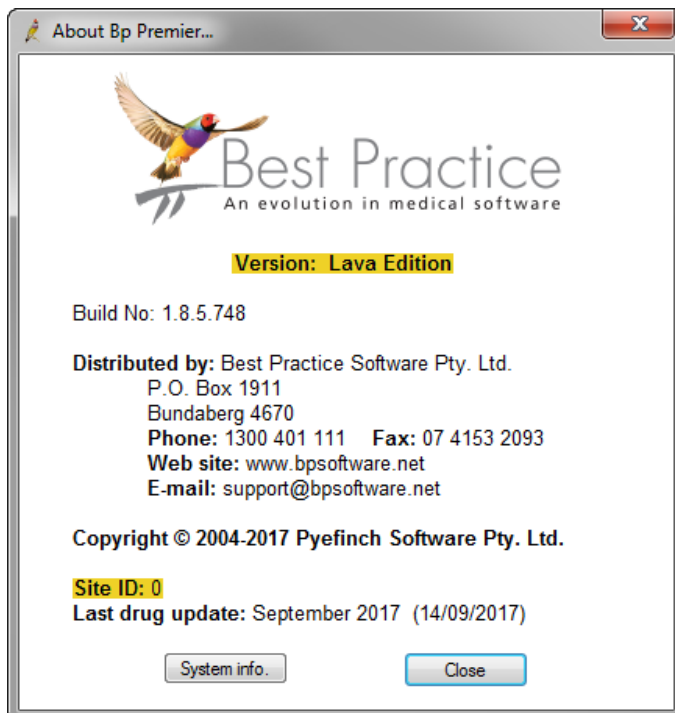 About Bp Premier...
Best Practice
An evolution in medical software
Version: Lava Edition
Build No: 1.8.5.748
Distributed by: Best Practice Software Pty. Ltd.
P.O. Box 1911
Bundaberg 4670
Phone: 1300 401 111 Fax: 07 4153 2093
Web site: www.bpsoftware.net
E-mail: support@bpsoftware.net
Copyright © 2004-2017 Pyefinch Software Pty. Ltd.
Site ID: 0
Last drug update: September 2017 (14/09/2017)
System info. Close